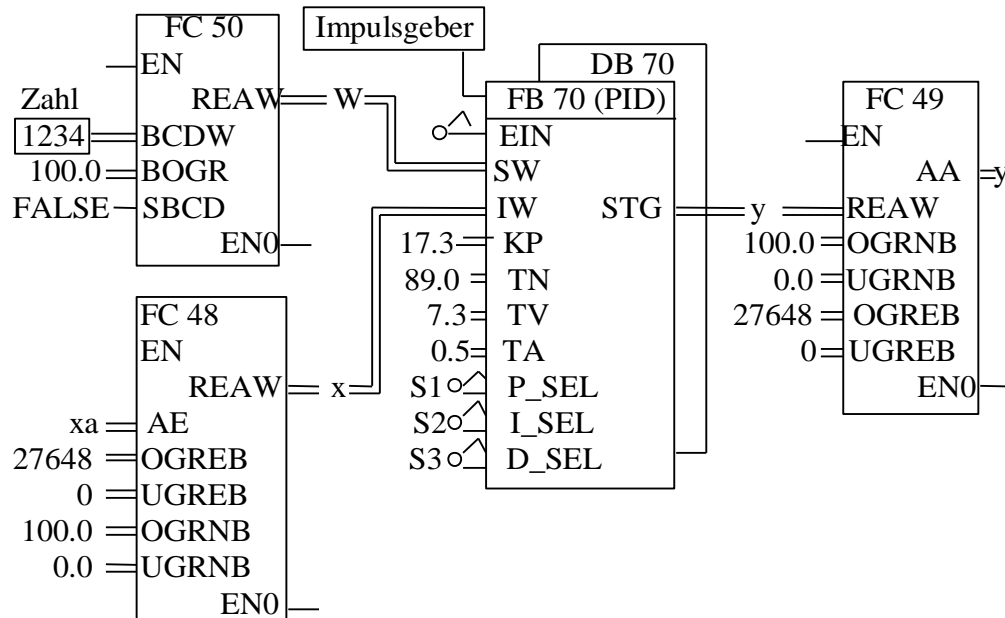 FC 50
EN
REAW
W
Zahl
1234
BCDW
100.0
BOGR
FALSE
SBCD
EN0
FC 48
EN
REAW
x
xa
AE
27648
OGREB
0
UGREB
100.0
OGRNB
0.0
UGRNB
EN0
Impulsgeber
DB 70
FB 70 (PID)
EIN
SW
IW
STG
y
17.3
KP
89.0
TN
7.3
TV
0.5
TA
S1
P_SEL
S2
I_SEL
S3
D_SEL
FC 49
EN
AA
y
REAW
100.0
OGRNB
0.0
UGRNB
27648
OGREB
0
UGREB
EN0